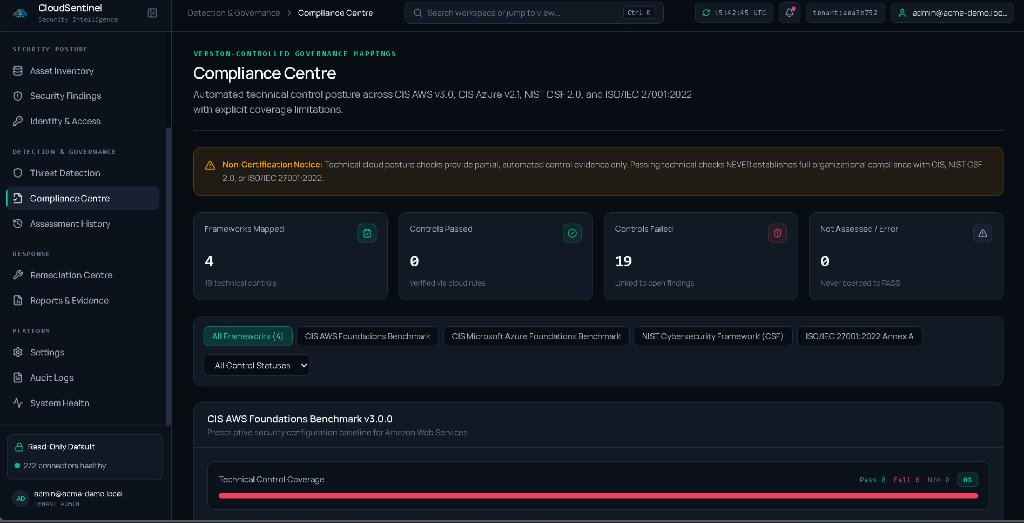 CloudSentinel
Security Intelligence
Detection & Governance > Compliance Centre
Search workspace or jump to view...
Ctrl K
15:42:45 UTC
admin@acme-demo.loc...
SECURITY POSTURE
Asset Inventory
Security Findings
Identity & Access
DETECTION & GOVERNANCE
Threat Detection
Compliance Centre
Assessment History
RESPONSE
Remediation Centre
Reports & Evidence
PLATFORM
Settings
Audit Logs
System Health
Read-Only Default
2/2 connectors healthy
AD
admin@acme-demo.local
TENANT ADMIN
VERSION-CONTROLLED GOVERNANCE MAPPINGS
Compliance Centre
Automated technical control posture across CIS AWS v3.0, CIS Azure v2.1, NIST CSF 2.0, and ISO/IEC 27001:2022
with explicit coverage limitations.
Non-Certification Notice: Technical cloud posture checks provide partial, automated control evidence only. Passing technical checks NEVER establishes full organizational compliance with CIS, NIST CSF
2.0, or ISO/IEC 27001:2022.
Frameworks Mapped
4
19 technical controls
Controls Passed
0
Verified via cloud rules
Controls Failed
19
Linked to open findings
Not Assessed / Error
0
Never coerced to PASS
All Frameworks (4)
CIS AWS Foundations Benchmark
CIS Microsoft Azure Foundations Benchmark
NIST Cybersecurity Framework (CSF)
ISO/IEC 27001:2022 Annex A
All Control Statuses
CIS AWS Foundations Benchmark v3.0.0
Prescriptive security configuration baseline for Amazon Web Services
Technical Control Coverage
Pass 0 Fail 6 N/A 0 0%